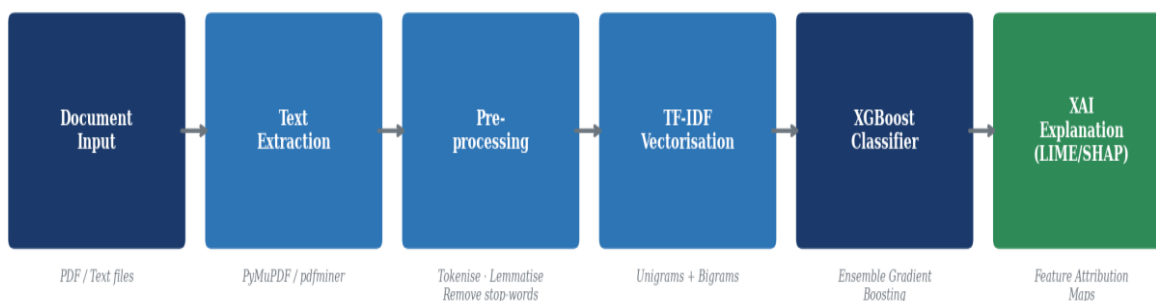 Document
Input
Text
Extraction
Pre-
processing
TF-IDF
Vectorisation
XGBoost
Classifier
XAI
Explanation
(LIME/SHAP)
PDF / Text files
PyMuPDF / pdfminer
Tokenise · Lemmatise
Remove stop-words
Unigrams + Bigrams
Ensemble Gradient
Boosting
Feature Attribution
Maps